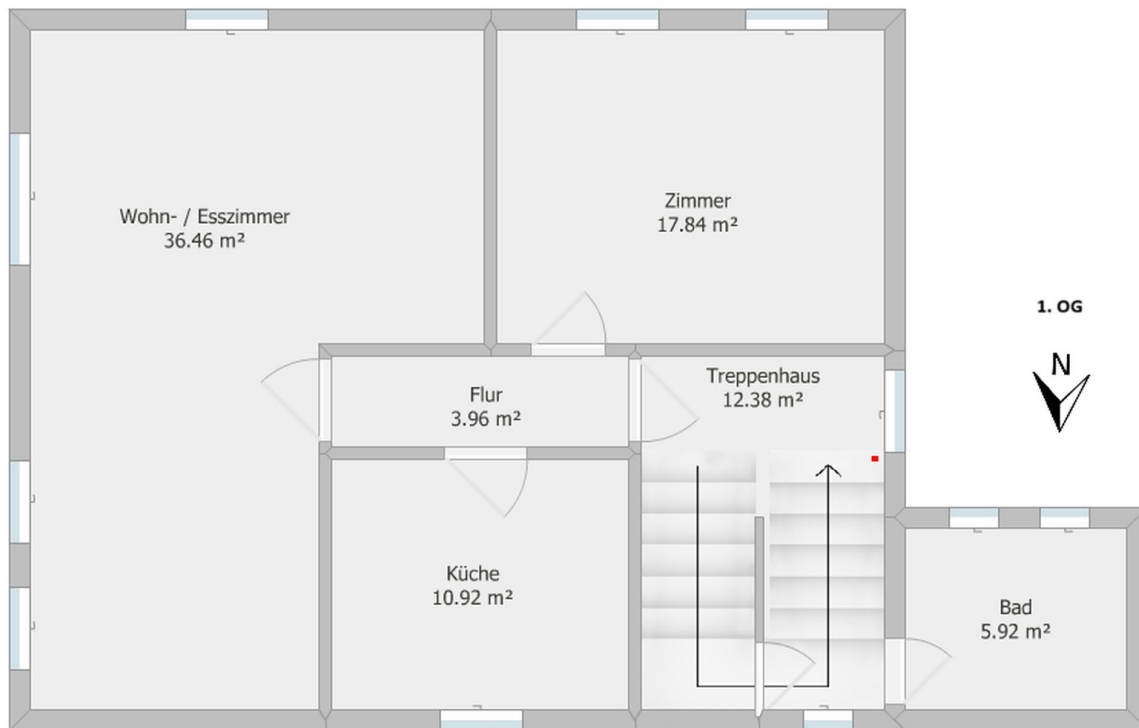 Wohn- / Esszimmer
36.46 m²
Zimmer
17.84 m²
1. OG
N
Flur
3.96 m²
Treppenhaus
12.38 m²
Küche
10.92 m²
Bad
5.92 m²